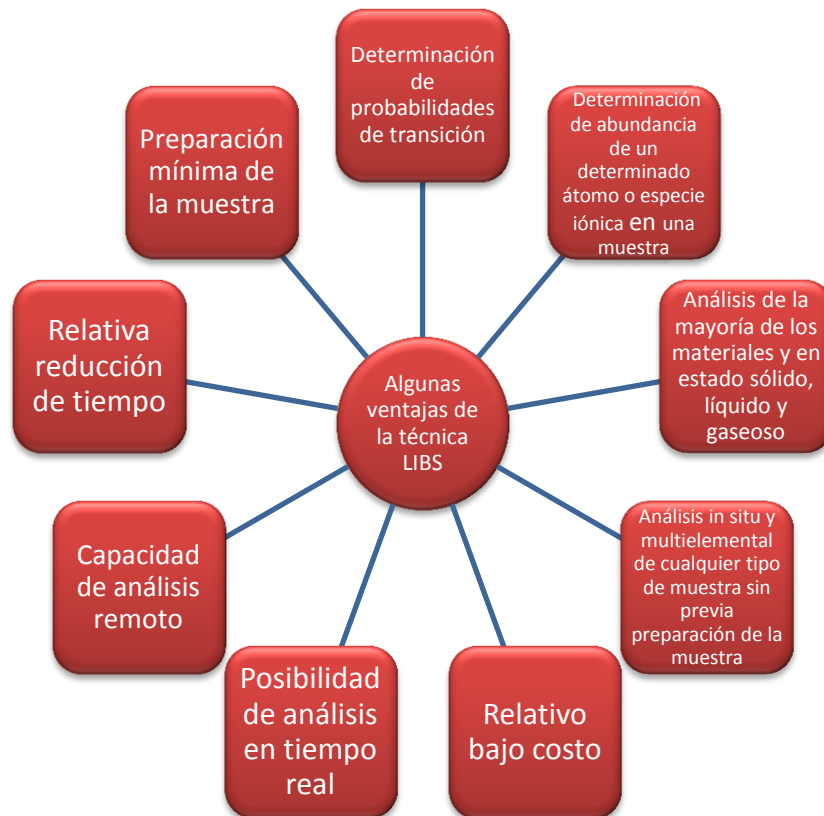 Determinación
de
probabilidades
de transición
Determinación
de abundancia
de un
determinado
átomo o especie
iónica en una
muestra
Análisis de la
mayoría de los
materiales y en
estado sólido,
líquido y
gaseoso
Análisis in situ y
multielemental
de cualquier tipo
de muestra sin
previa
preparación de la
muestra
Relativo
bajo costo
Posibilidad
de análisis
en tiempo
real
Capacidad
de análisis
remoto
Relativa
reducción
de tiempo
Preparación
mínima de
la muestra
Algunas
ventajas de
la técnica
LIBS